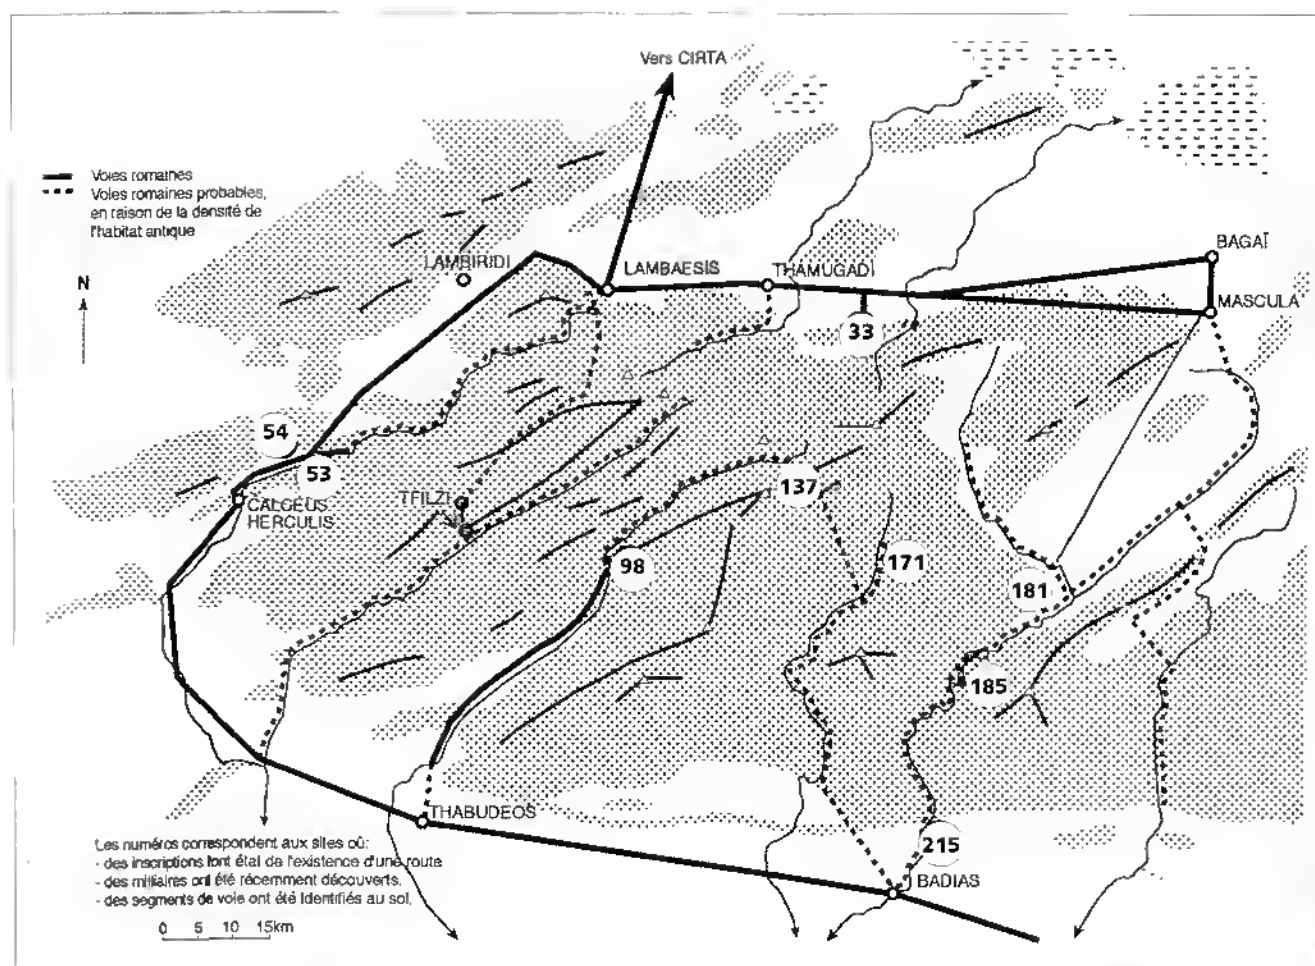 Vers CIRTA
Voies romaines
Voies romaines probables,
en raison de la densité de
l'habitat antique
N
LAMBIRIDI
LAMBAESIS
THAMUGADI
BAGAÏ
MASCULA
33
54
53
CALCEUS
HERCULIS
TFILZI
137
98
171
181
185
THABUDEOS
215
BADIAS
Les numéros correspondent aux sites où:
- des inscriptions font état de l'existence d'une route
- des milliaires ont été récemment découverts,
- des segments de voie ont été identifiés au sol,
0 5 10 15km